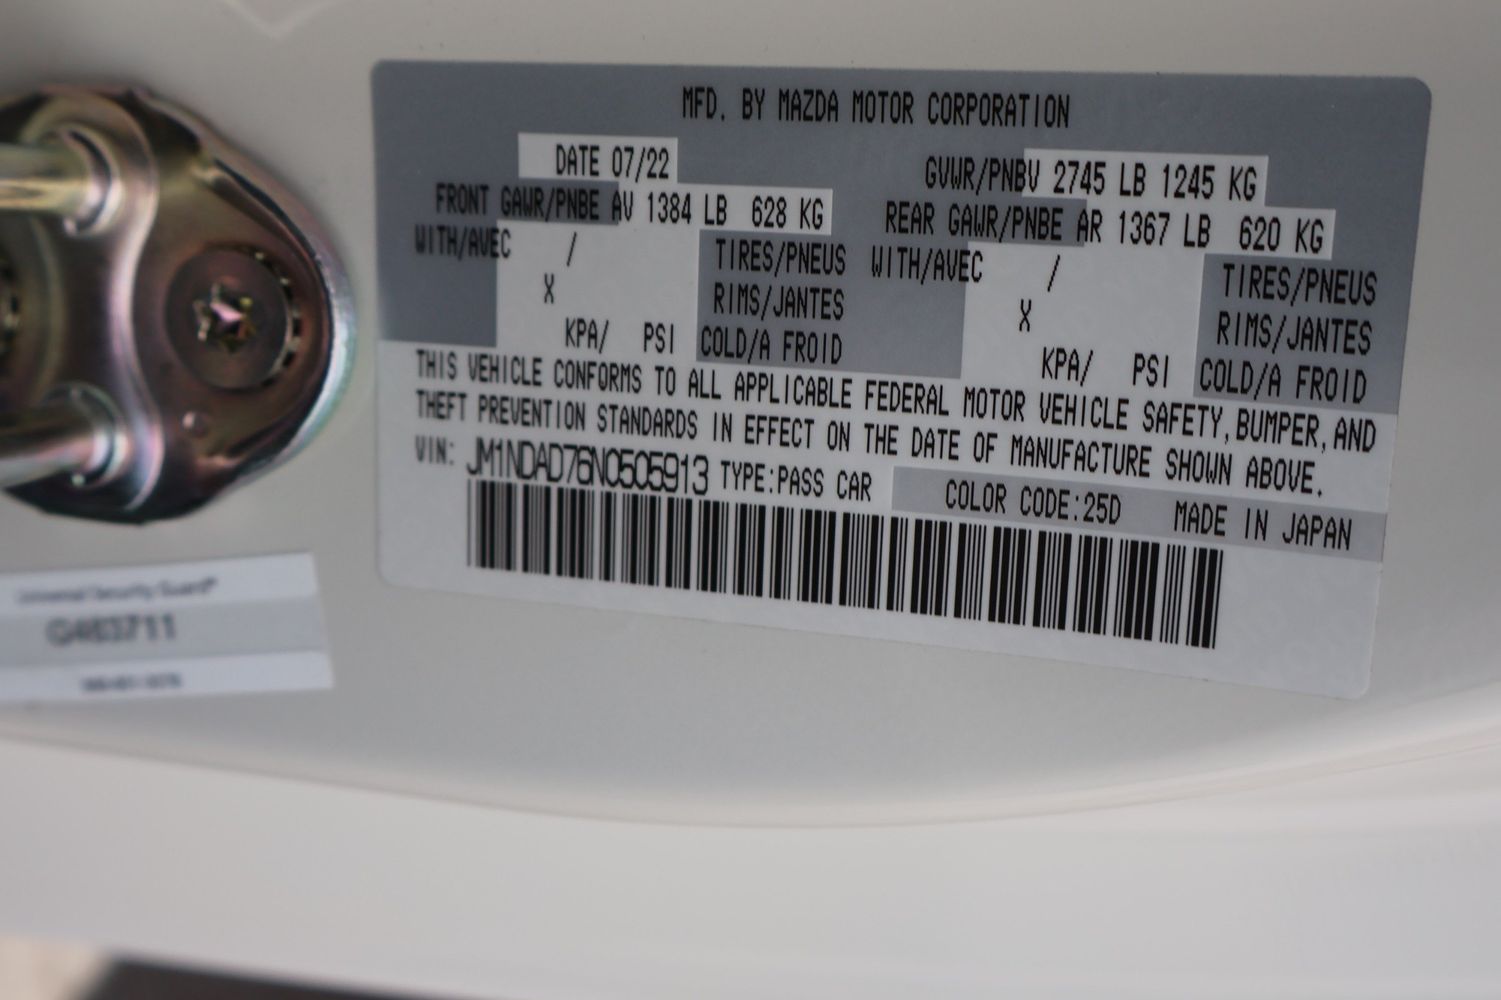 MFD. BY MAZDA MOTOR CORPORATION
DATE 07/22 GVWR/PNBV 2745 LB 1245 KG
FRONT GAWR/PNBE AV 1384 LB 628 KG REAR GAWR/PNBE AR 1367 LB 620 KG
WITH/AVEC / TIRES/PNEUS WITH/AVEC / TIRES/PNEUS
X RIMS/JANTES X RIMS/JANTES
KPA/ PSI COLD/A FROID KPA/ PSI COLD/A FROID
THIS VEHICLE CONFORMS TO ALL APPLICABLE FEDERAL MOTOR VEHICLE SAFETY, BUMPER, AND
THEFT PREVENTION STANDARDS IN EFFECT ON THE DATE OF MANUFACTURE SHOWN ABOVE.
VIN: JM1NDAD76N0505913 TYPE:PASS CAR COLOR CODE:25D MADE IN JAPAN
Universal Security Guard®
G483711